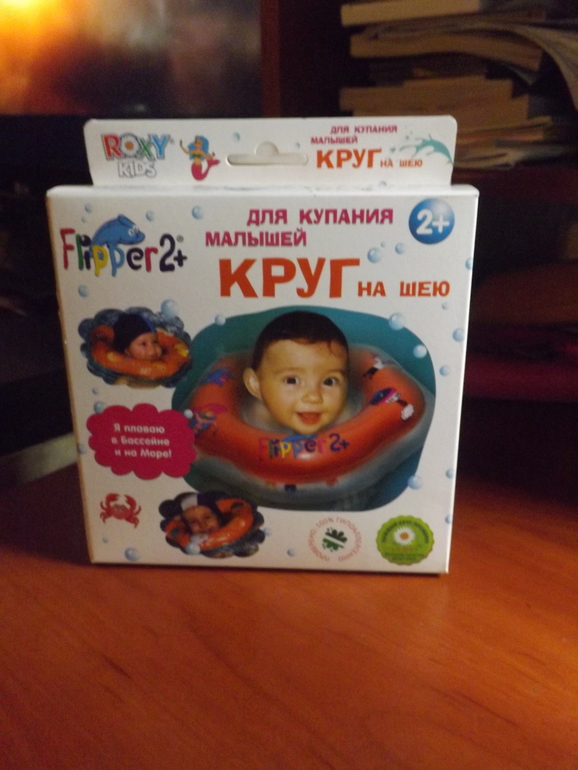 ROXY
KIDS
ДЛЯ КУПАНИЯ
МАЛЫШЕЙ
КРУГ НА ШЕЮ
Flipper 2+
ДЛЯ КУПАНИЯ
МАЛЫШЕЙ
2+
КРУГ НА ШЕЮ
Flipper 2+
Я плаваю
в Бассейне
и на Море!